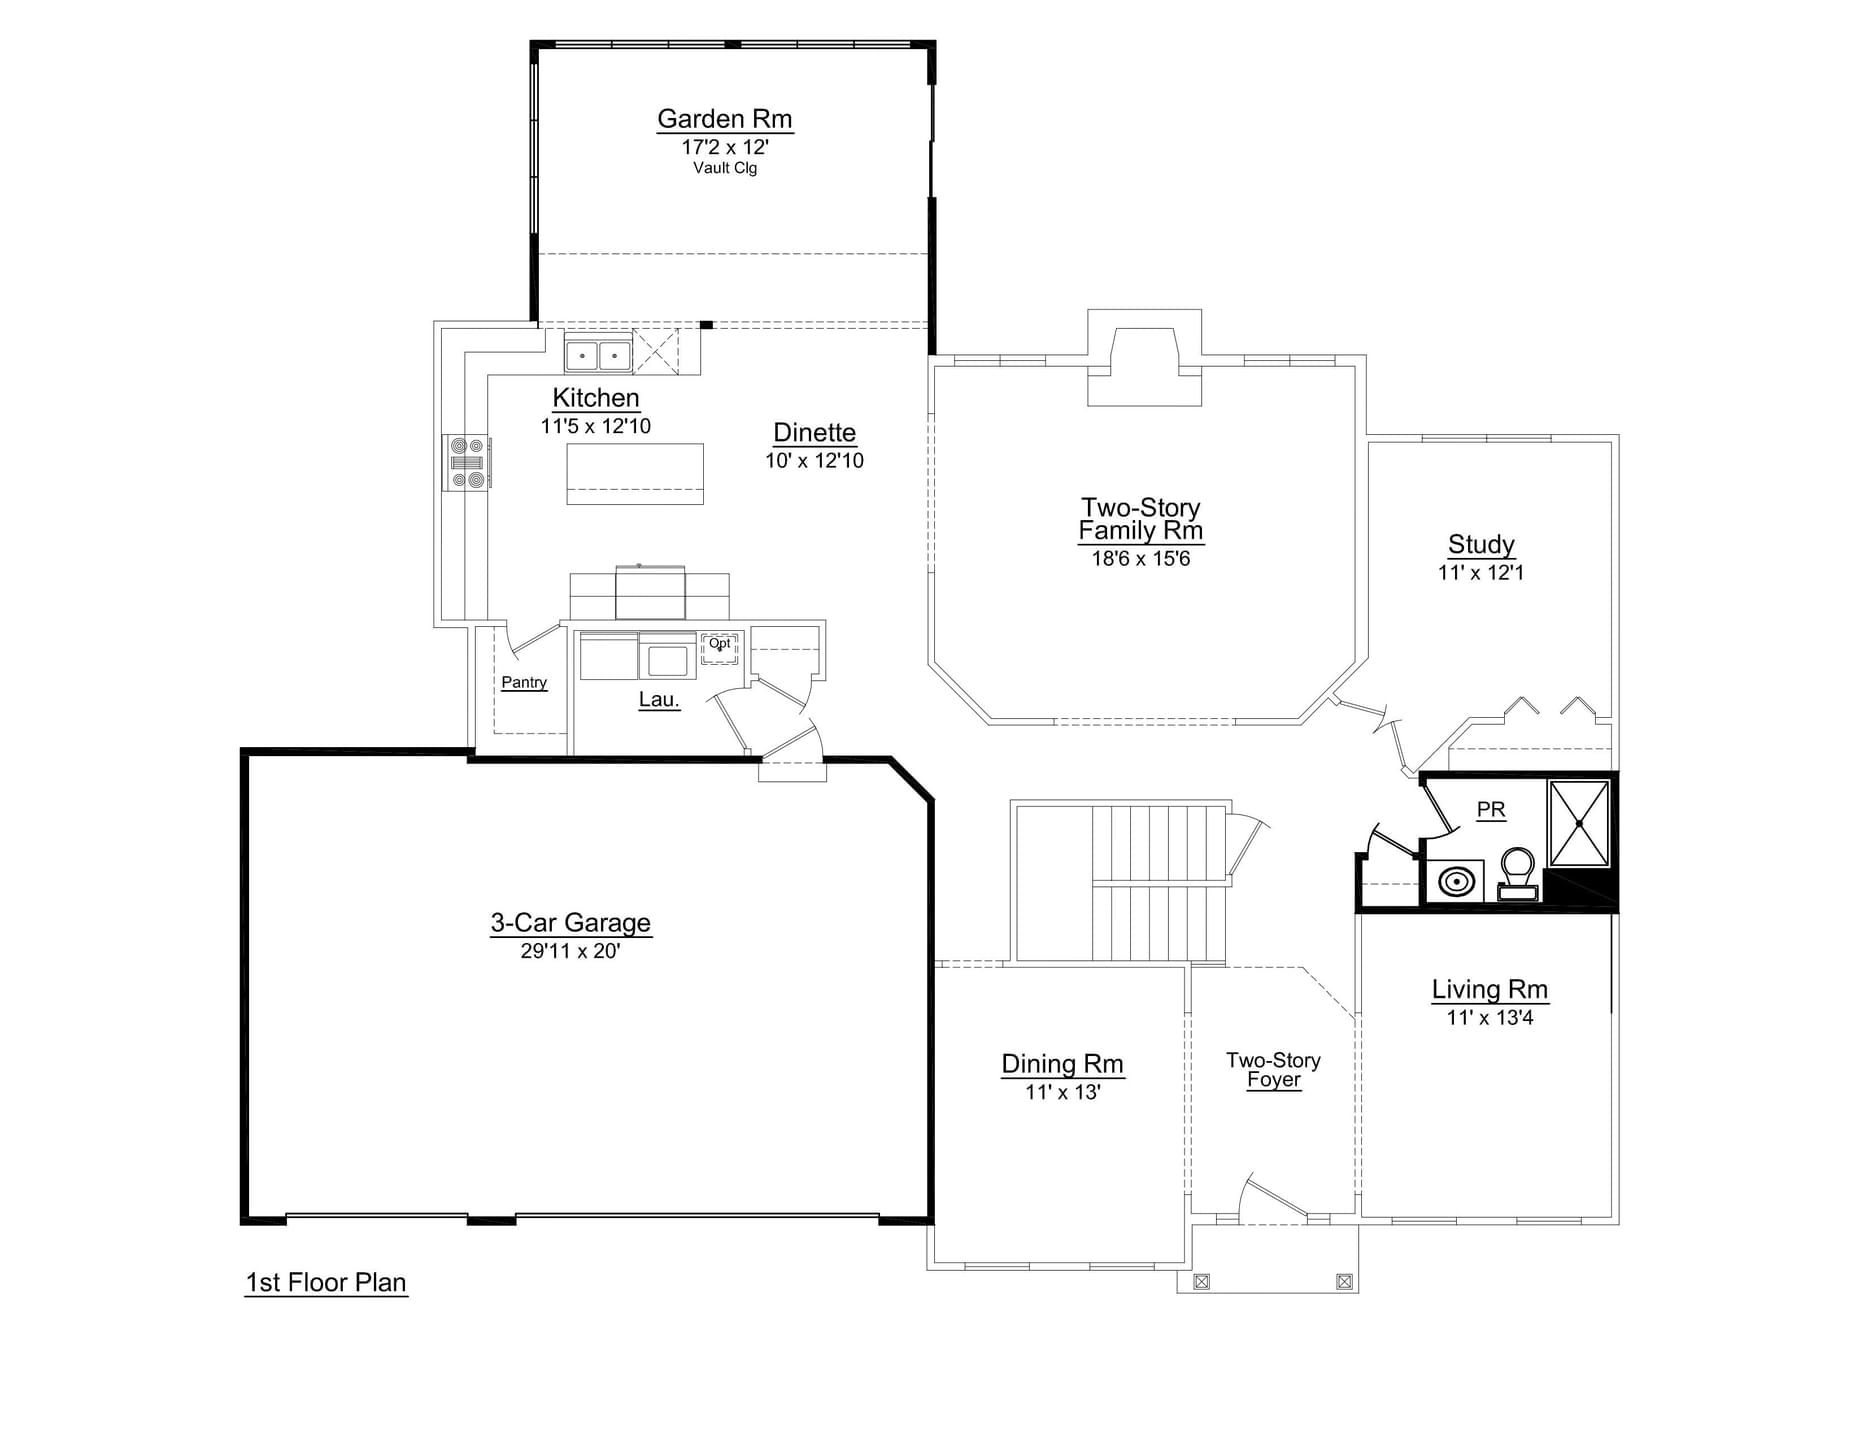 Garden Rm
17'2 x 12'
Vault Clg
Kitchen
11'5 x 12'10
Dinette
10' x 12'10
Two-Story
Family Rm
18'6 x 15'6
Study
11' x 12'1
Opt
Pantry
Lau.
PR
3-Car Garage
29'11 x 20'
Living Rm
11' x 13'4
Dining Rm
11' x 13'
Two-Story
Foyer
1st Floor Plan